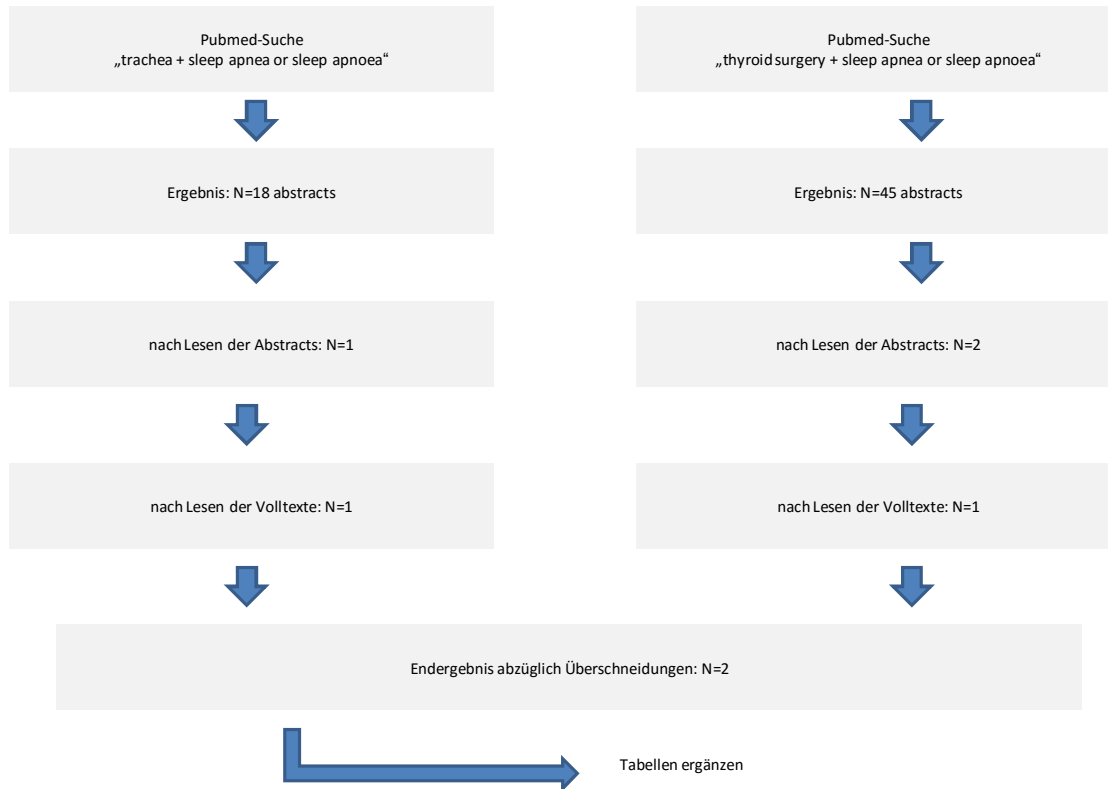 Pubmed-Suche
„trachea + sleep apnea or sleep apnoea“
Ergebnis: N=18 abstracts
nach Lesen der Abstracts: N=1
nach Lesen der Volltexte: N=1
Pubmed-Suche
„thyroid surgery + sleep apnea or sleep apnoea“
Ergebnis: N=45 abstracts
nach Lesen der Abstracts: N=2
nach Lesen der Volltexte: N=1
Endergebnis abzüglich Überschneidungen: N=2
Tabellen ergänzen